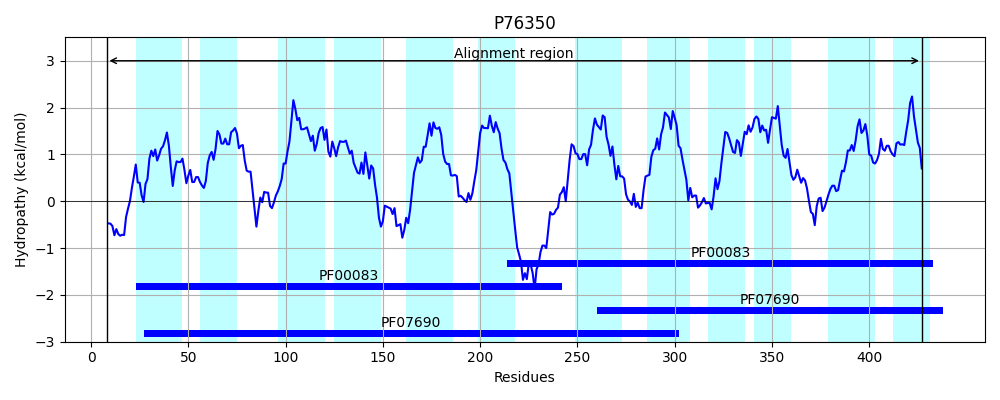 P76350
Alignment region
PF00083
PF00083
PF07690
PF07690
Hydropathy (kcal/mol)
3
2
1
0
−1
−2
−3
0 50 100 150 200 250 300 350 400
Residues